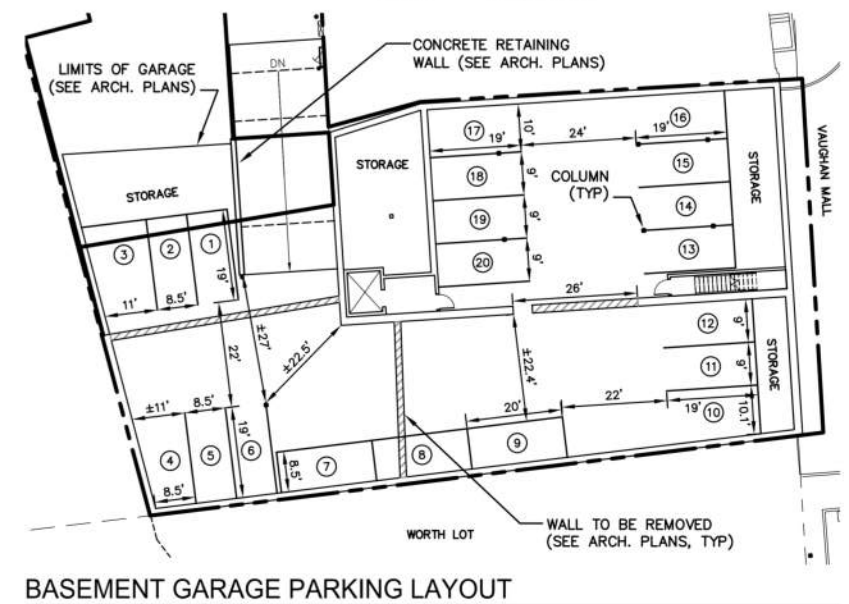 DN
CONCRETE RETAINING
WALL (SEE ARCH. PLANS)
LIMITS OF GARAGE
(SEE ARCH. PLANS)
STORAGE
STORAGE
STORAGE
VAUGHAN MALL
17
19'
10'
24'
19'
16
18
9'
COLUMN
(TYP)
15
19
9'
14
20
9'
13
3
2
1
19'
11'
8.5'
26'
22'
±27'
±22.5'
±22.4'
12
9'
11
9'
STORAGE
±11'
8.5'
19'
20'
22'
19'
10
10.1'
4
5
6
8.5'
8.5'
7
8
9
WORTH LOT
WALL TO BE REMOVED
(SEE ARCH. PLANS, TYP)
BASEMENT GARAGE PARKING LAYOUT